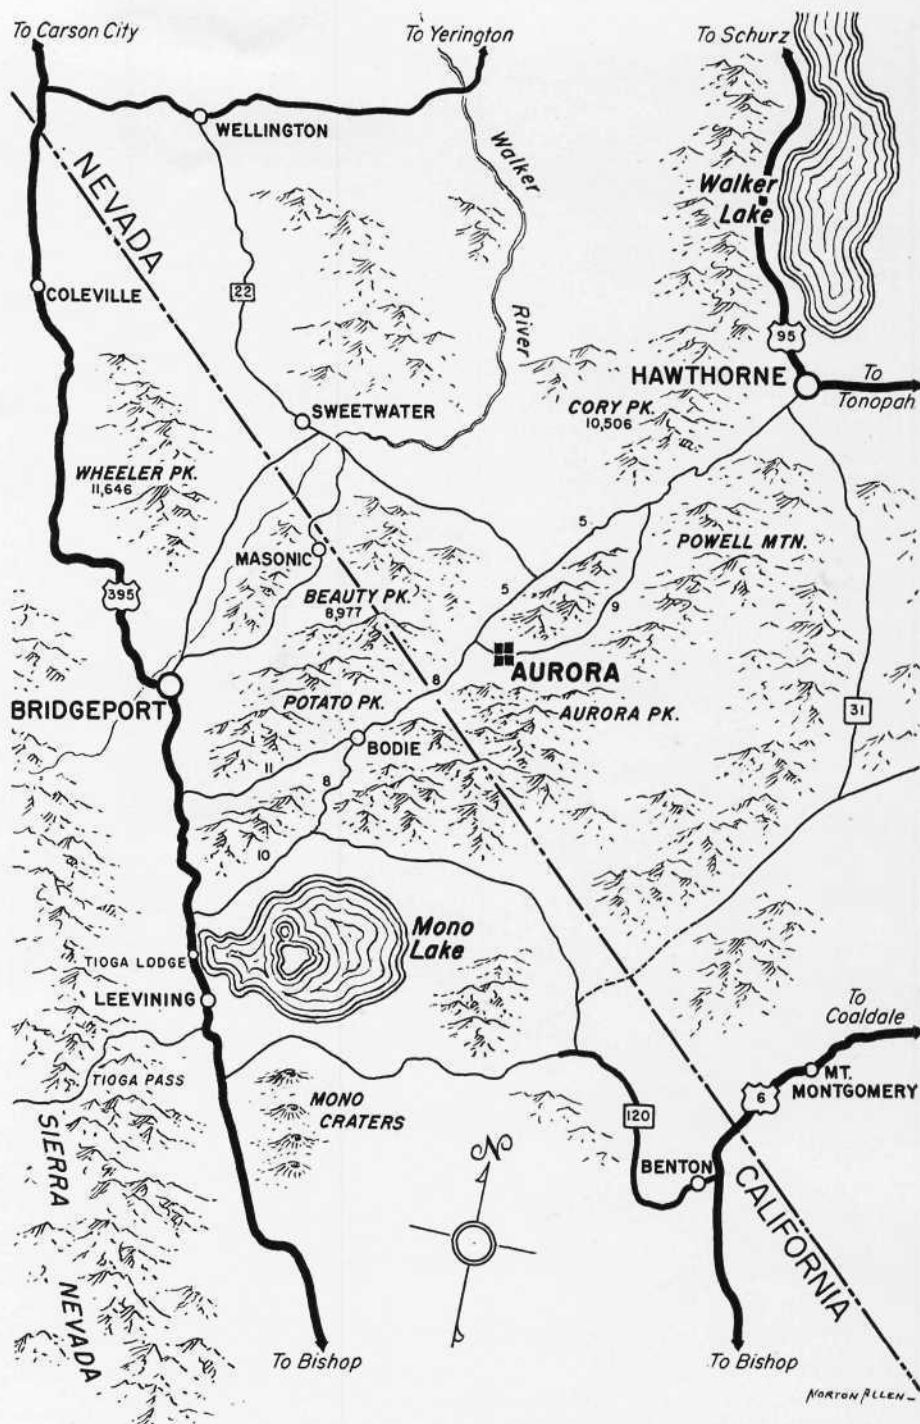 To Carson City
To Yerington
To Schurz
WELLINGTON
Walker
River
NEVADA
Walker
Lake
22
COLEVILLE
95
HAWTHORNE
To
Tonopah
SWEETWATER
CORY PK.
10,506
WHEELER PK.
11,646
5
POWELL MTN.
MASONIC
395
BEAUTY PK.
8,977
5
9
AURORA
8
BRIDGEPORT
POTATO PK.
AURORA PK.
31
BODIE
11
8
10
Mono
Lake
TIOGA LODGE
LEEVINING
To
Coaldale
TIOGA PASS
MONO
CRATERS
MT.
MONTGOMERY
6
120
SIERRA
NEVADA
N
BENTON
CALIFORNIA
To Bishop
To Bishop
NORTON ALLEN